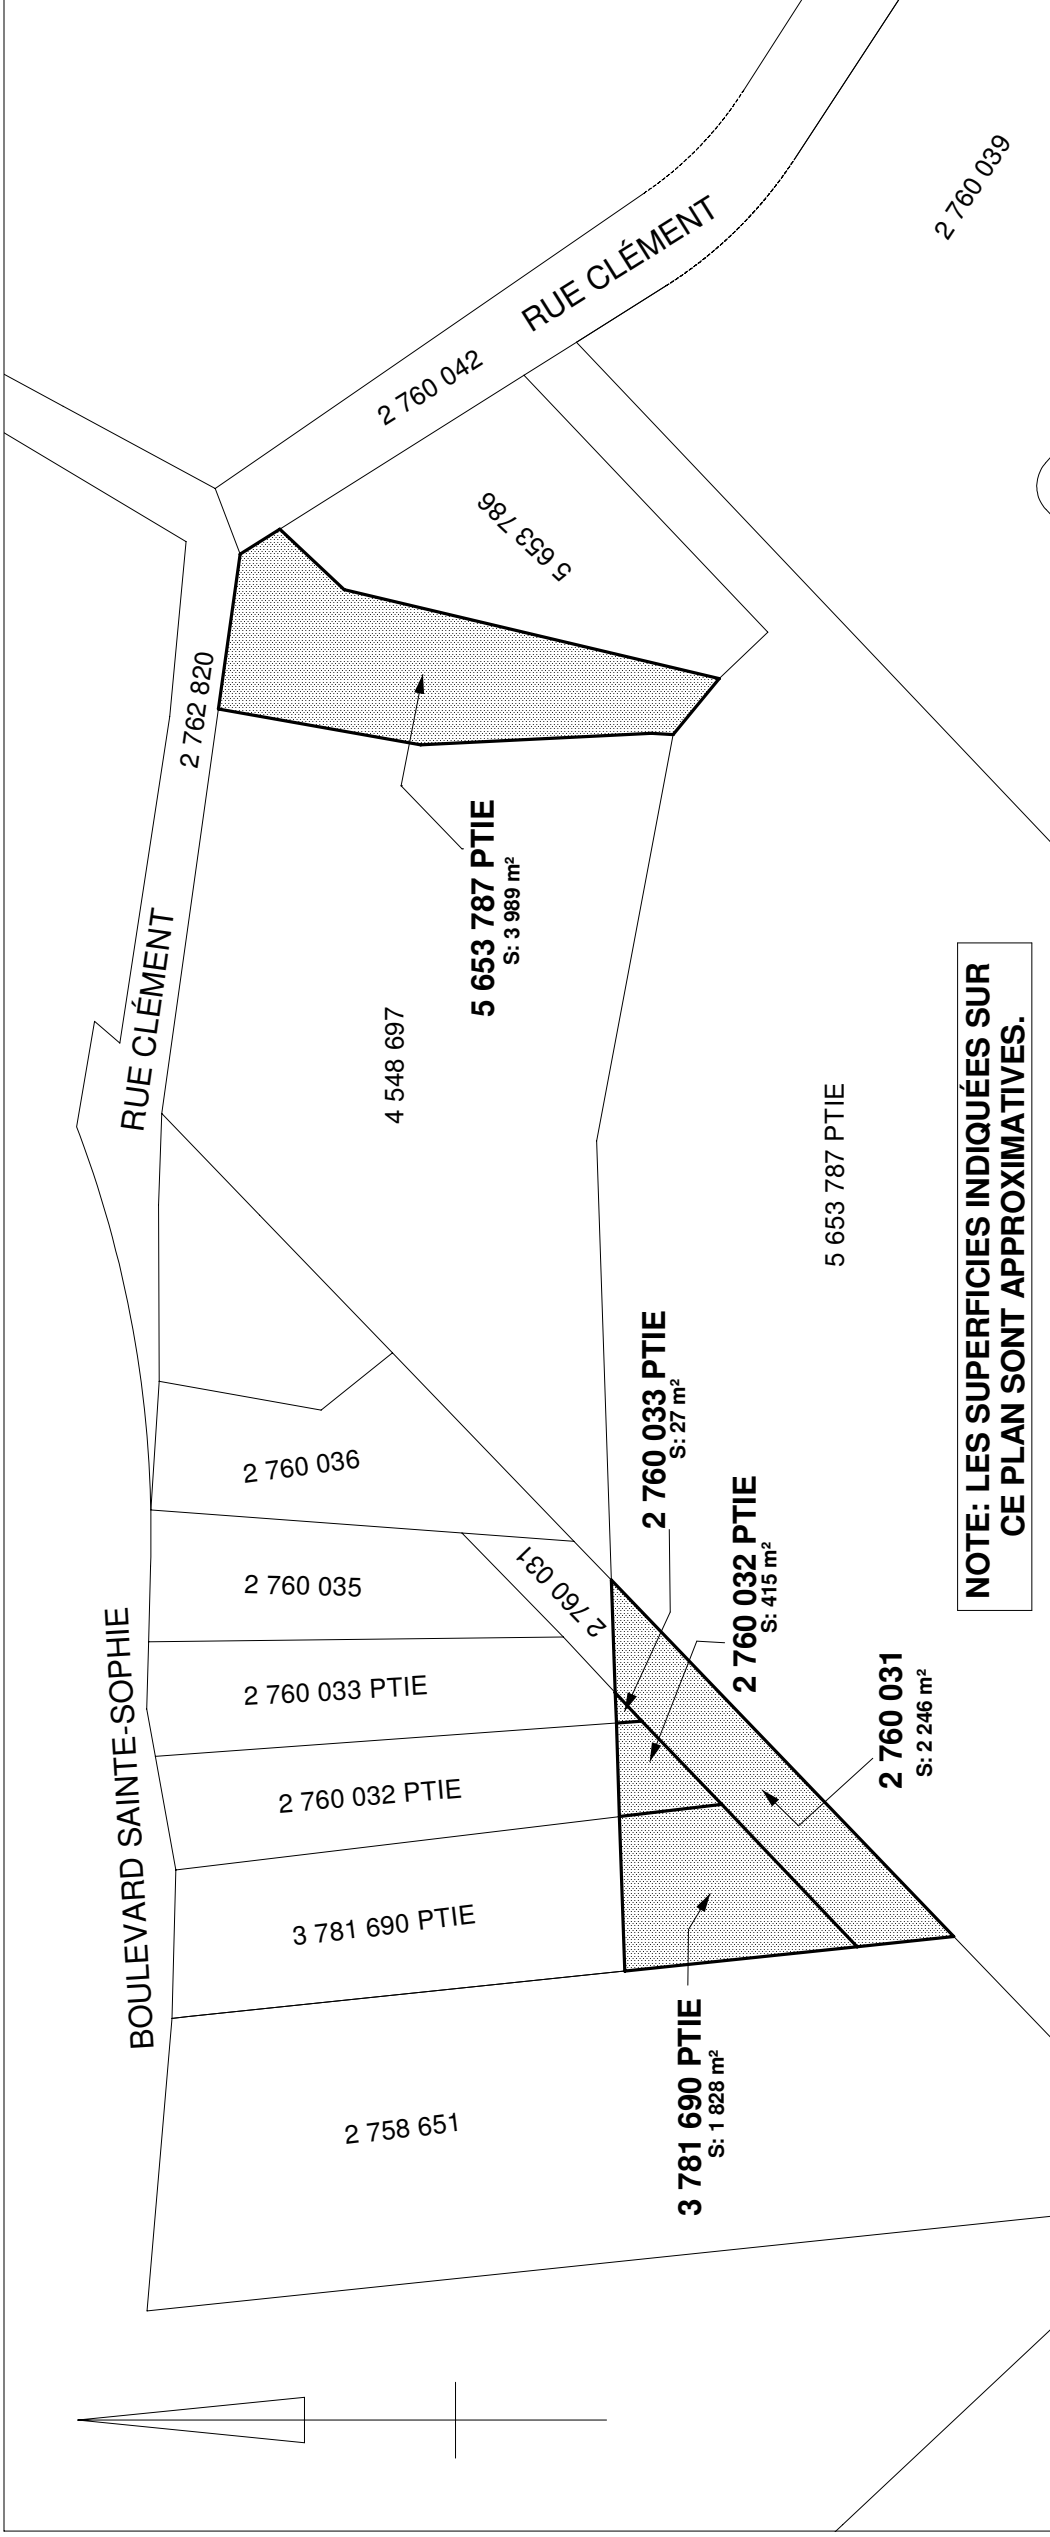 BOULEVARD SAINTE-SOPHIE
RUE CLÉMENT
2 762 820
2 760 042
RUE CLÉMENT
2 760 039
5 653 786
2 758 651
3 781 690 PTIE
2 760 032 PTIE
2 760 033 PTIE
2 760 035
2 760 036
2 760 031
4 548 697
5 653 787 PTIE
S: 3 989 m²
3 781 690 PTIE
S: 1 828 m²
2 760 033 PTIE
S: 27 m²
2 760 032 PTIE
S: 415 m²
2 760 031
S: 2 246 m²
5 653 787 PTIE
NOTE: LES SUPERFICIES INDIQUÉES SUR
CE PLAN SONT APPROXIMATIVES.